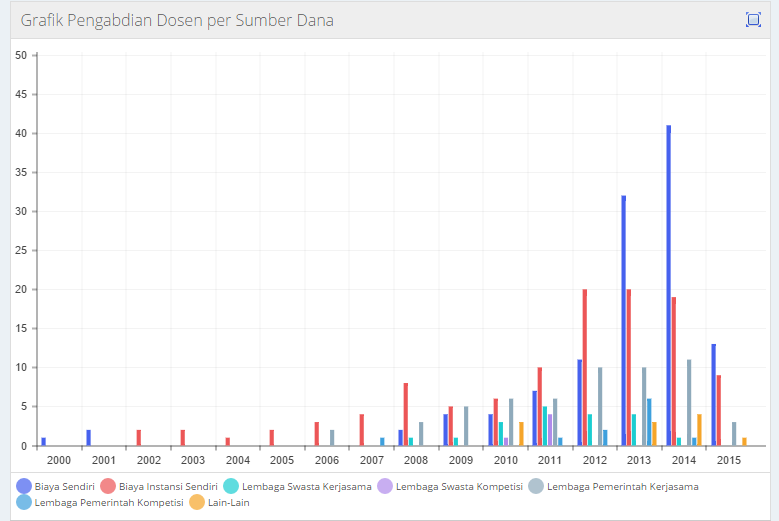 Grafik Pengabdian Dosen per Sumber Dana
50
45
40
35
30
25
20
15
10
5
0
2000 2001 2002 2003 2004 2005 2006 2007 2008 2009 2010 2011 2012 2013 2014 2015
Biaya Sendiri Biaya Instansi Sendiri Lembaga Swasta Kerjasama Lembaga Swasta Kompetisi Lembaga Pemerintah Kerjasama
Lembaga Pemerintah Kompetisi Lain-Lain